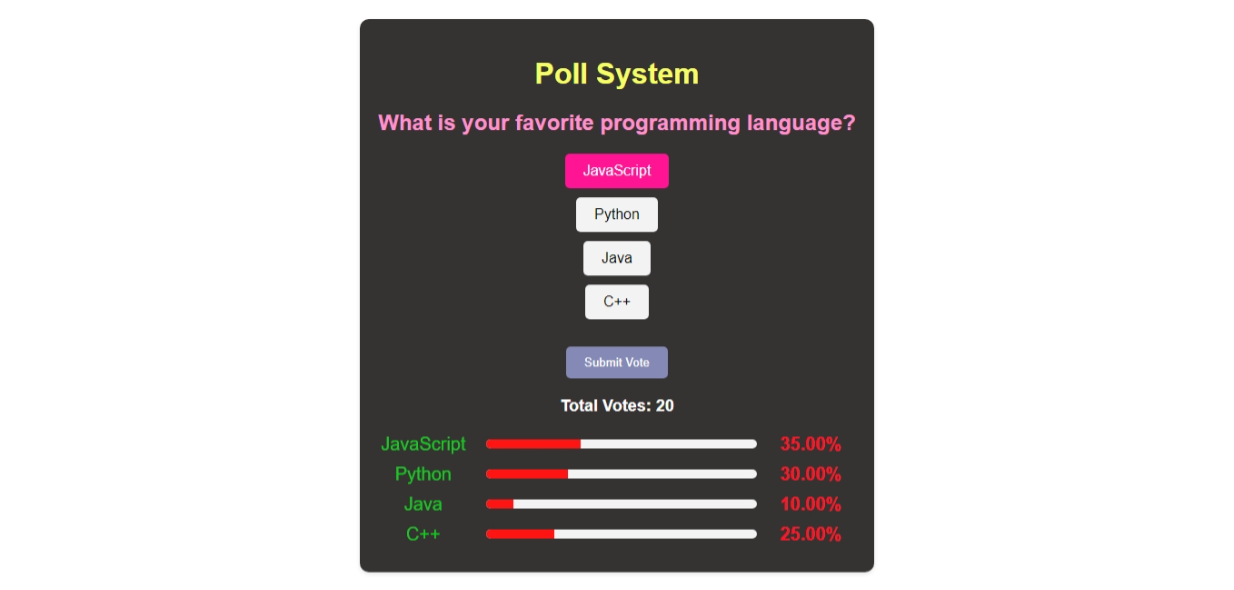 Poll System
What is your favorite programming language?
JavaScript
Python
Java
C++
Submit Vote
Total Votes: 20
JavaScript 35.00%
Python 30.00%
Java 10.00%
C++ 25.00%